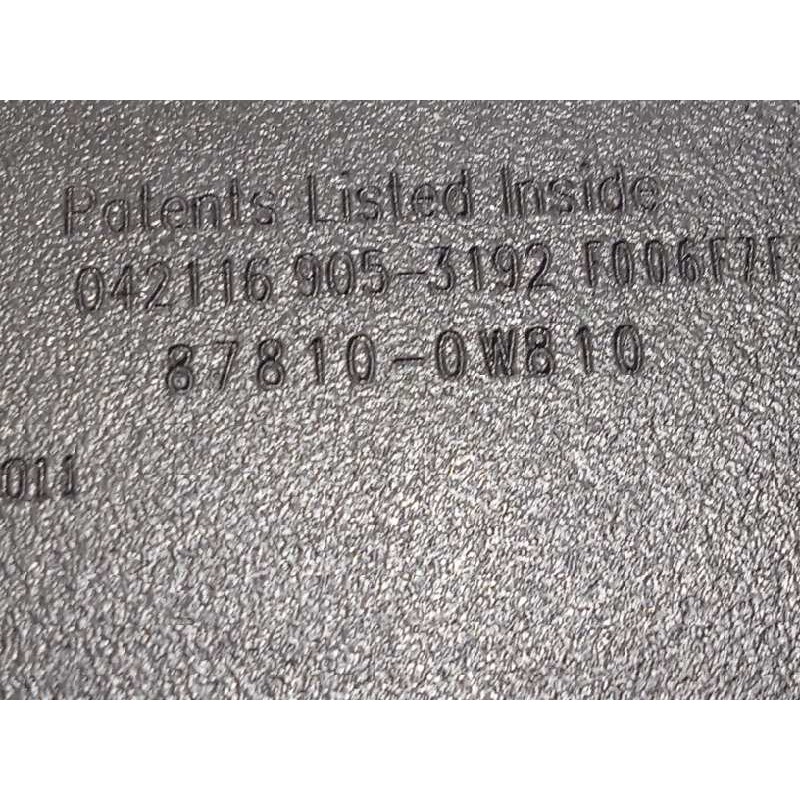 Patents Listed Inside
042116 905-3192 F006F7F
87810-0W810
011